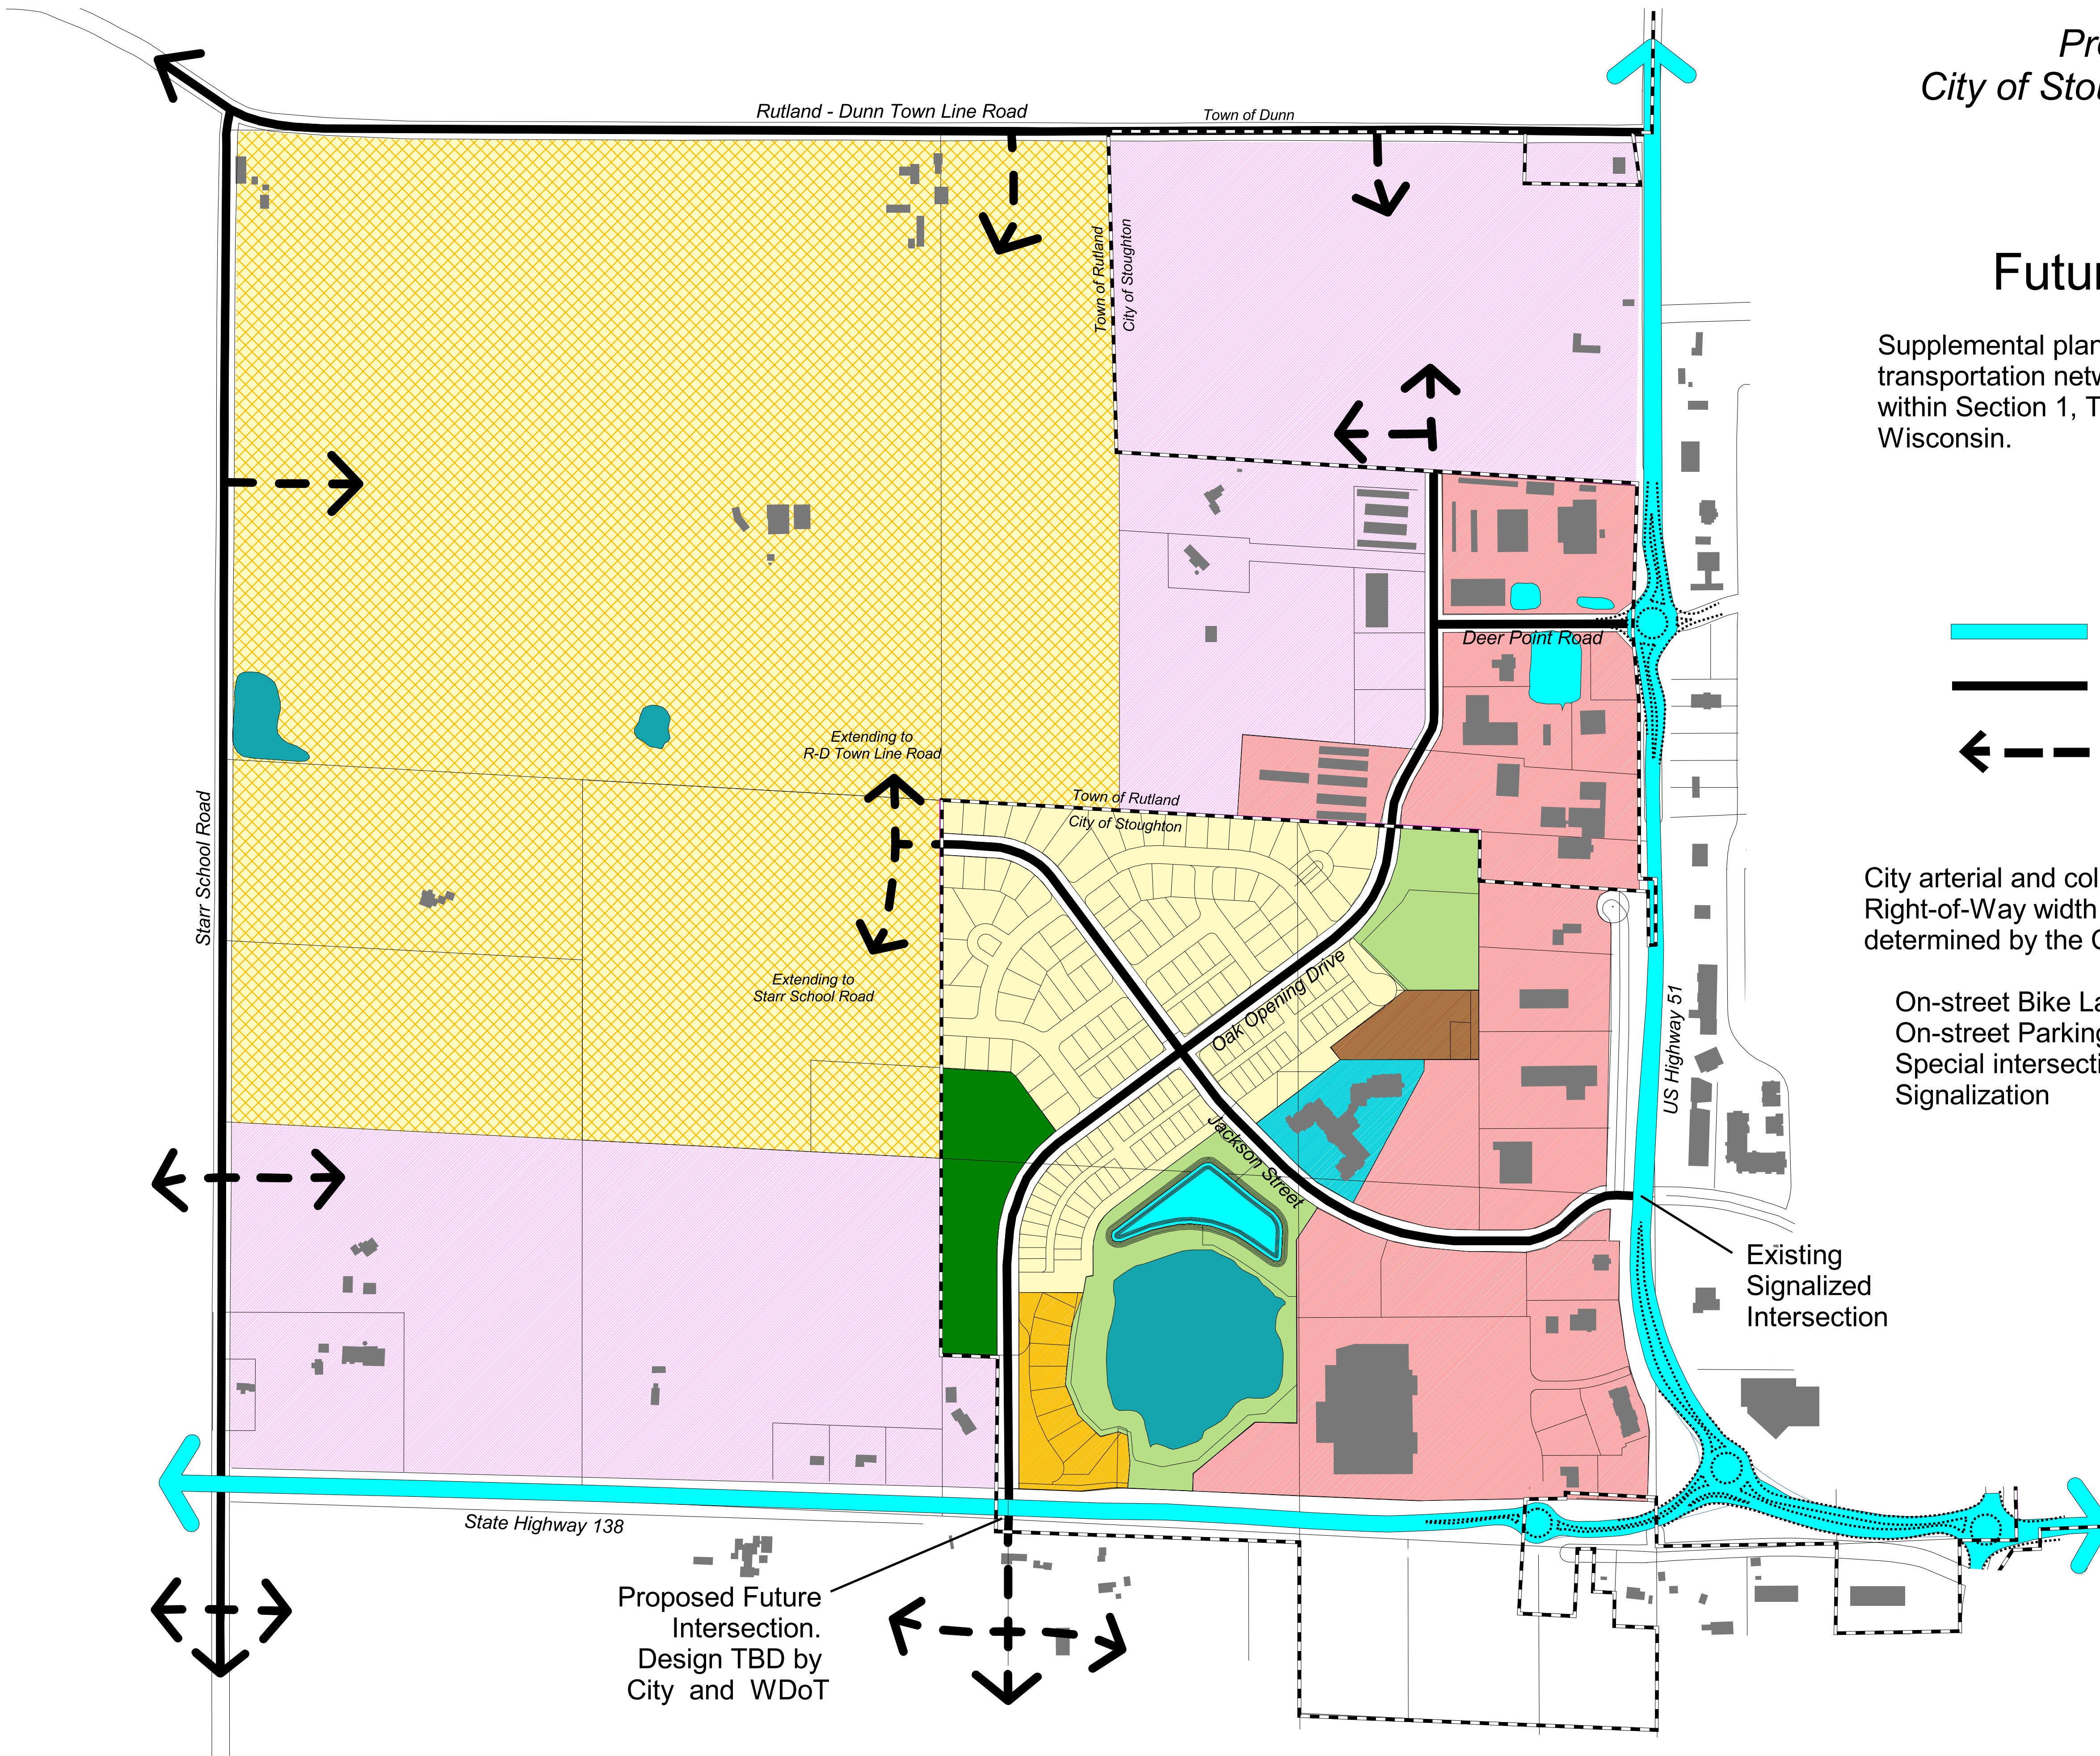 Pr
City of Stou
Rutland - Dunn Town Line Road
Town of Dunn
Town of Rutland
City of Stoughton
Futur
Supplemental plan
transportation netw
within Section 1, T
Wisconsin.
Deer Point Road
Extending to
R-D Town Line Road
Town of Rutland
City of Stoughton
Starr School Road
City arterial and col
Right-of-Way width
determined by the C
Oak Opening Drive
Extending to
Starr School Road
US Highway 51
On-street Bike La
On-street Parking
Special intersecti
Signalization
Jackson Street
Existing
Signalized
Intersection
State Highway 138
Proposed Future
Intersection.
Design TBD by
City and WDoT